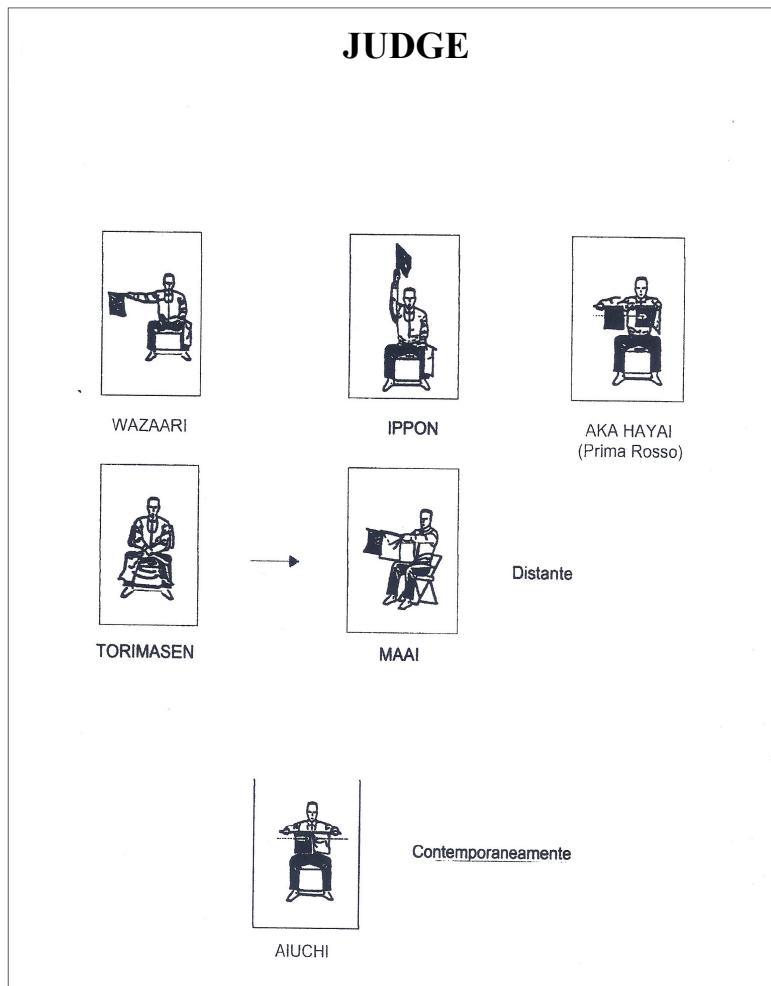 JUDGE
WAZAARI
IPPON
AKA HAYAI
(Prima Rosso)
Distante
TORIMASEN
MAAI
Contemporaneamente
AIUCHI